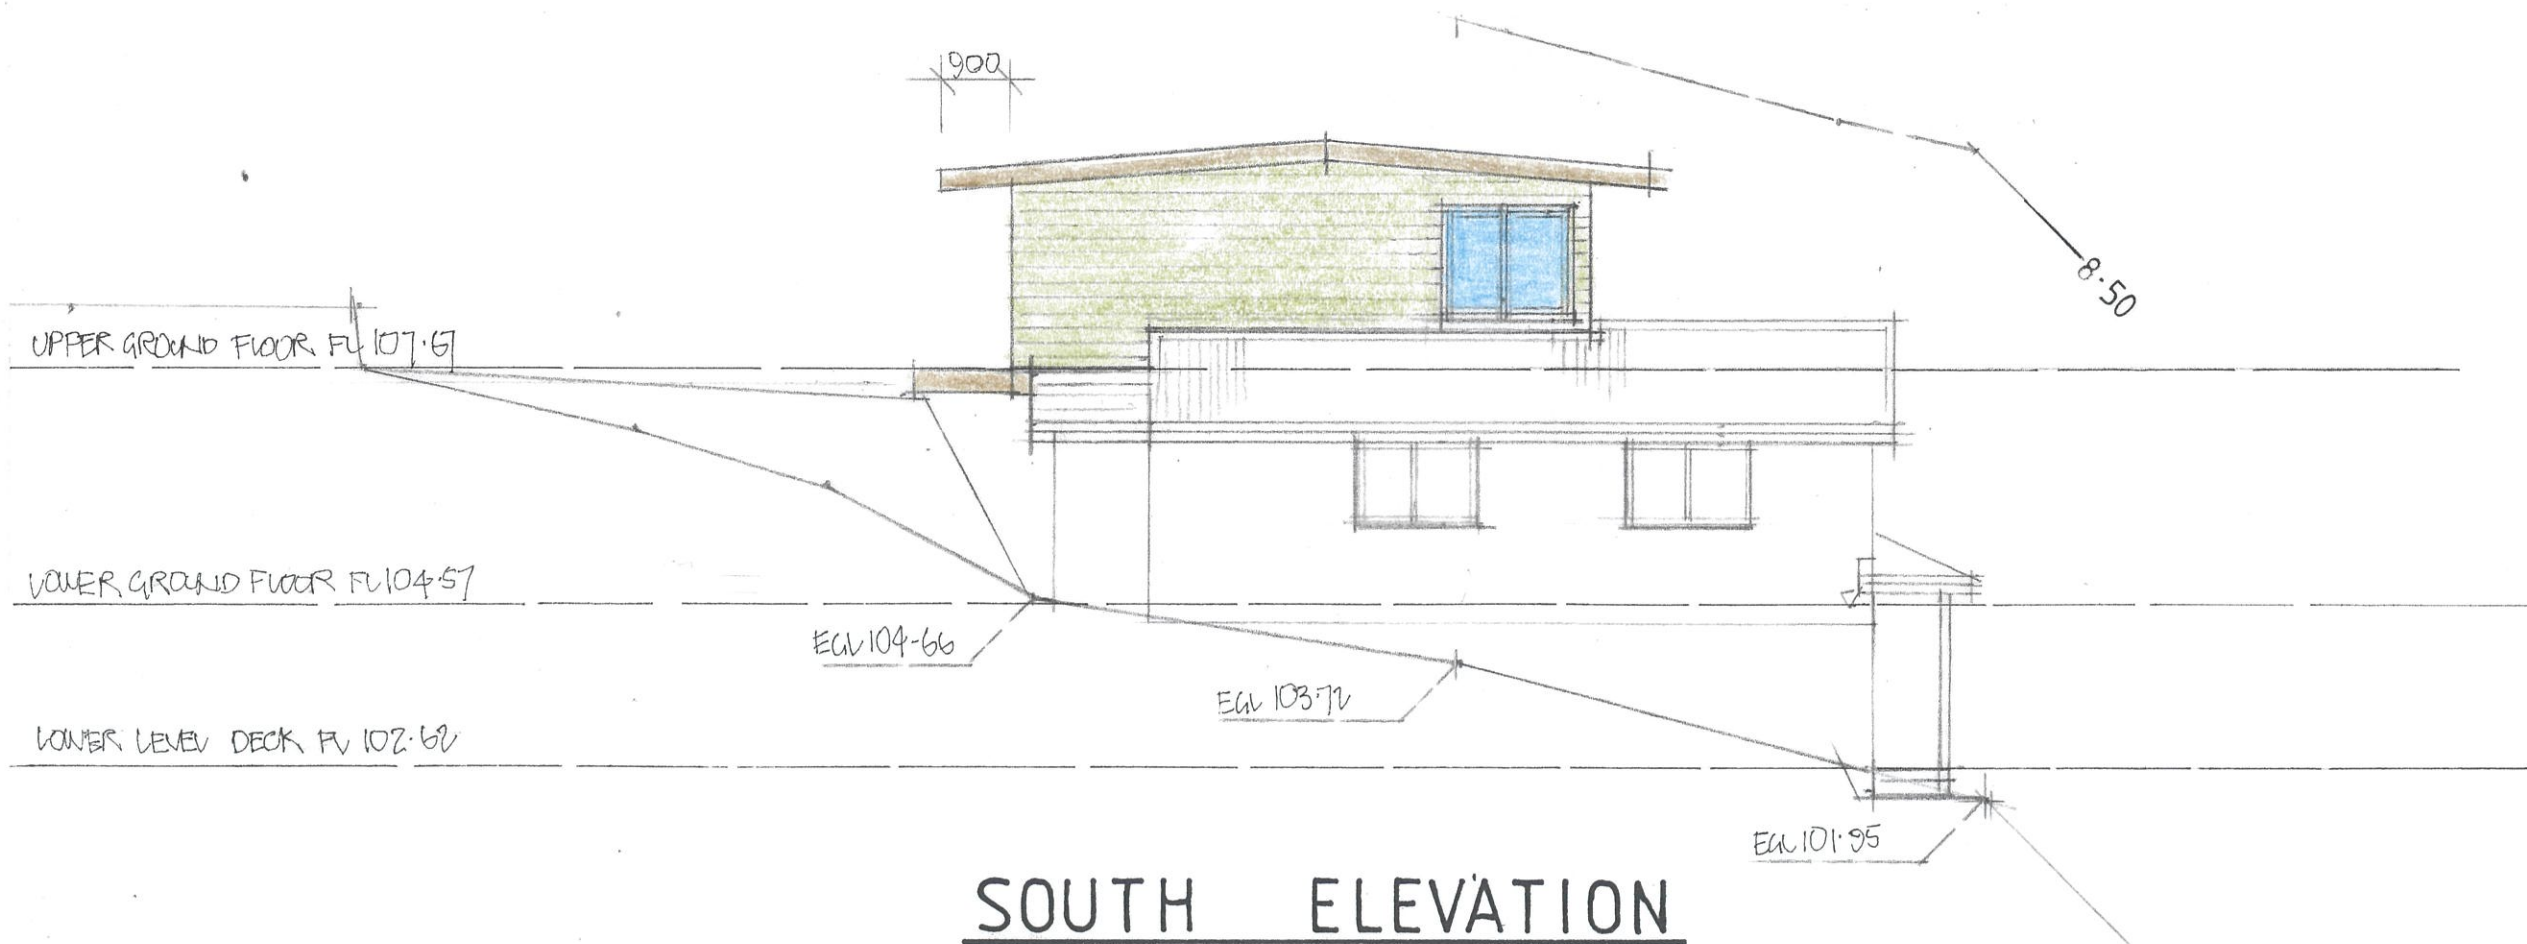 900
8·50
UPPER GROUND FLOOR FL 107·67
LOWER GROUND FLOOR FL 104·57
EGL 104·66
EGL 103·72
LOWER LEVEL DECK FL 102·62
EGL 101·95
SOUTH ELEVATION